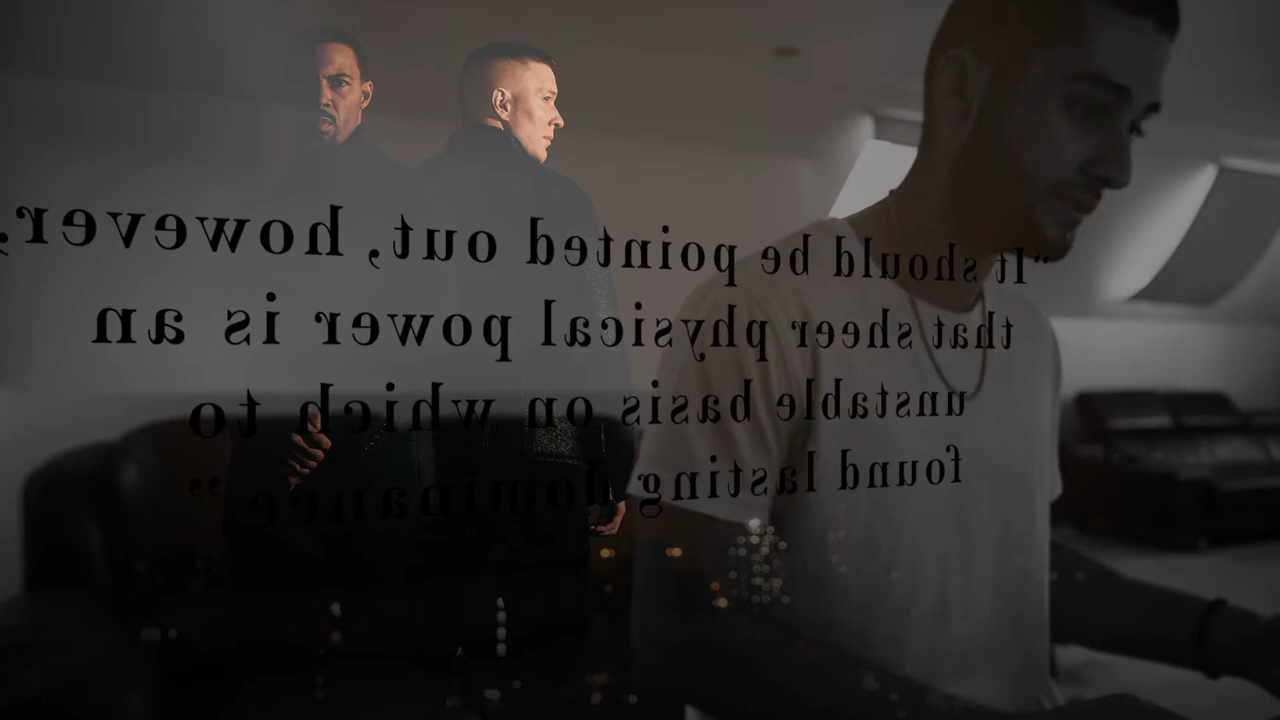 “It should be pointed out, however,
that sheer physical power is an
unstable basis on which to
found lasting dominance ”